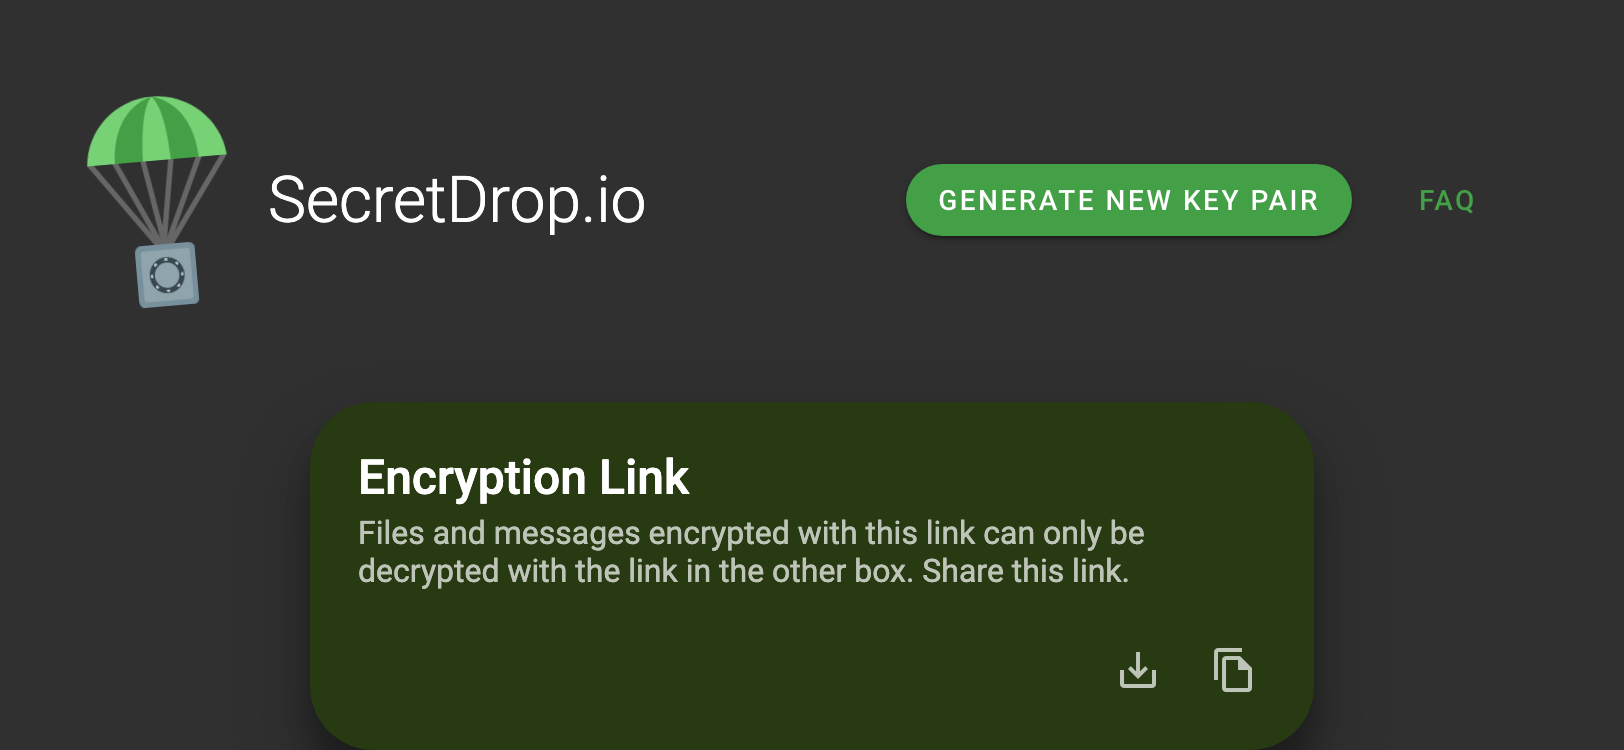 SecretDrop.io
GENERATE NEW KEY PAIR
FAQ
Encryption Link
Files and messages encrypted with this link can only be
decrypted with the link in the other box. Share this link.